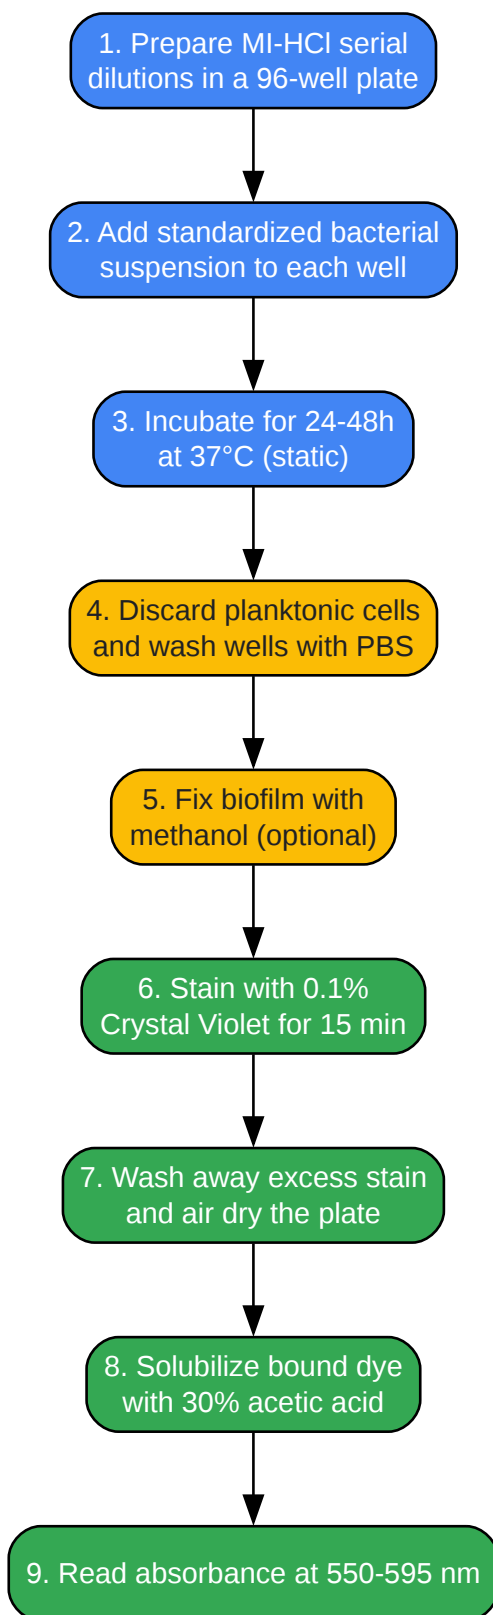 1. Prepare MI-HCl serial
dilutions in a 96-well plate
2. Add standardized bacterial
suspension to each well
3. Incubate for 24-48h
at 37°C (static)
4. Discard planktonic cells
and wash wells with PBS
5. Fix biofilm with
methanol (optional)
6. Stain with 0.1%
Crystal Violet for 15 min
7. Wash away excess stain
and air dry the plate
8. Solubilize bound dye
with 30% acetic acid
9. Read absorbance at 550-595 nm